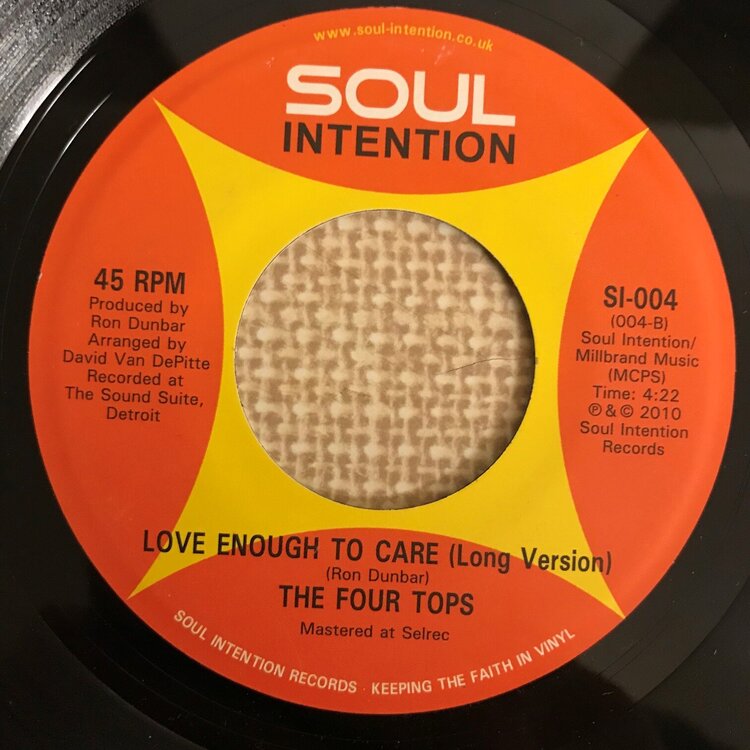 www.soul-intention.co.uk
SOUL
INTENTION
45 RPM
Produced by
Ron Dunbar
Arranged by
David Van DePitte
Recorded at
The Sound Suite,
Detroit
SI-004
(004-B)
Soul Intention/
Millbrand Music
(MCPS)
Time: 4:22
℗ & © 2010
Soul Intention
Records
LOVE ENOUGH TO CARE (Long Version)
(Ron Dunbar)
THE FOUR TOPS
Mastered at Selrec
SOUL INTENTION RECORDS · KEEPING THE FAITH IN VINYL